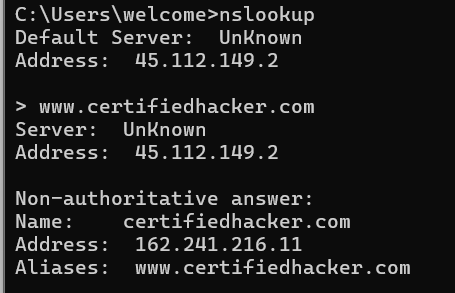 C:\Users\welcome>nslookup
Default Server:  UnKnown
Address:  45.112.149.2

> www.certifiedhacker.com
Server:  UnKnown
Address:  45.112.149.2

Non-authoritative answer:
Name:    certifiedhacker.com
Address:  162.241.216.11
Aliases:  www.certifiedhacker.com